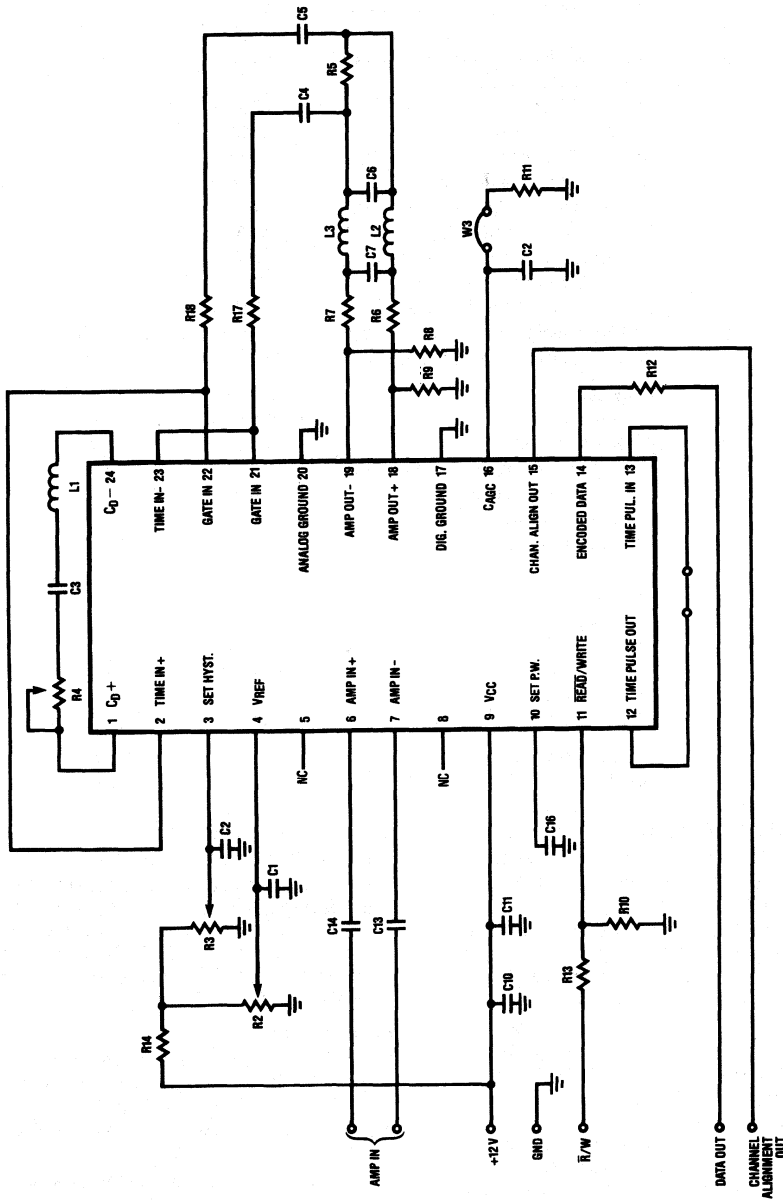 C5
R5
C4
R18
R17
L3
C6
C7
L2
R7
R6
R8
R9
W3
C2
R11
R12
L1
C3
R4
CD− 24
TIME IN− 23
GATE IN 22
GATE IN 21
ANALOG GROUND 20
AMP OUT− 19
AMP OUT+ 18
DIG. GROUND 17
CAGC 16
CHAN. ALIGN OUT 15
ENCODED DATA 14
TIME PUL. IN 13
1 CD+
2 TIME IN+
3 SET HYST.
4 VREF
5
6 AMP IN+
7 AMP IN−
8
9 VCC
10 SET P.W.
11 READ/WRITE
12 TIME PULSE OUT
NC
NC
C2
C1
R3
R2
R14
C14
C13
C11
C10
C16
R10
R13
AMP IN
+12 V
GND
R/W
DATA OUT
CHANNEL
ALIGNMENT
OUT